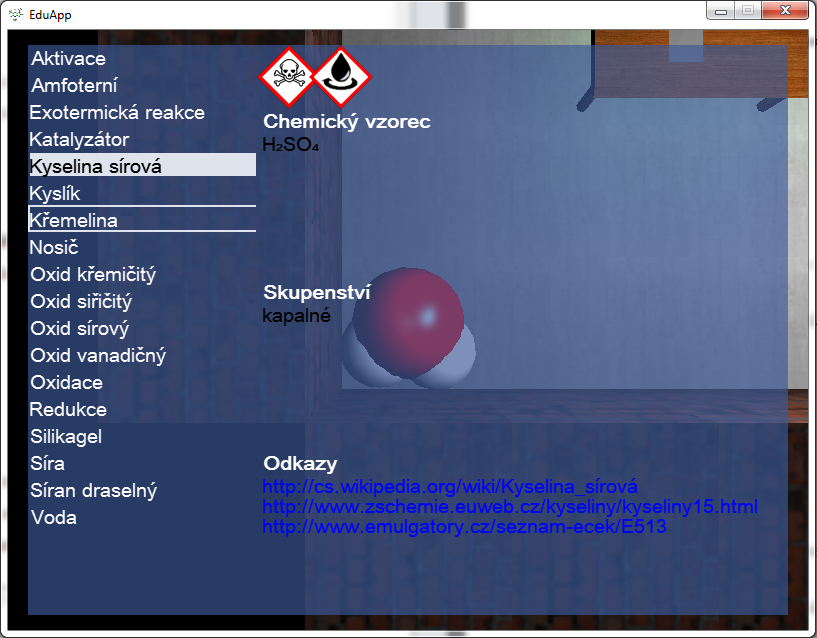 EduApp
Aktivace
Amfoterní
Exotermická reakce
Katalyzátor
Kyselina sírová
Kyslík
Křemelina
Nosič
Oxid křemičitý
Oxid siřičitý
Oxid sírový
Oxid vanadičný
Oxidace
Redukce
Silikagel
Síra
Síran draselný
Voda
Chemický vzorec
H₂SO₄
Skupenství
kapalné
Odkazy
http://cs.wikipedia.org/wiki/Kyselina_sírová
http://www.zschemie.euweb.cz/kyseliny/kyseliny15.html
http://www.emulgatory.cz/seznam-ecek/E513